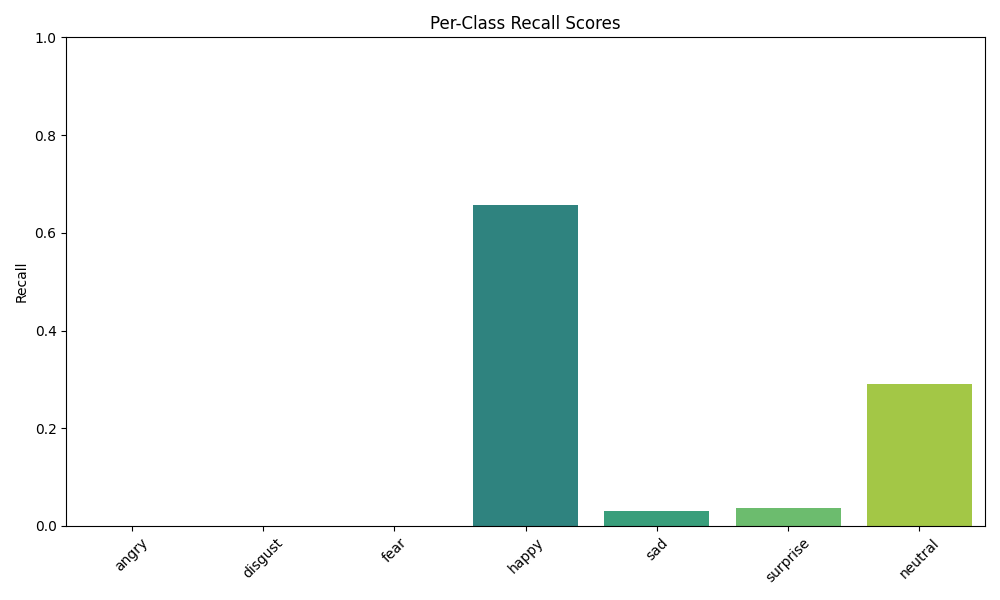 Per-Class Recall Scores
1.0
0.8
0.6
0.4
0.2
0.0
Recall
angry
disgust
fear
happy
sad
surprise
neutral